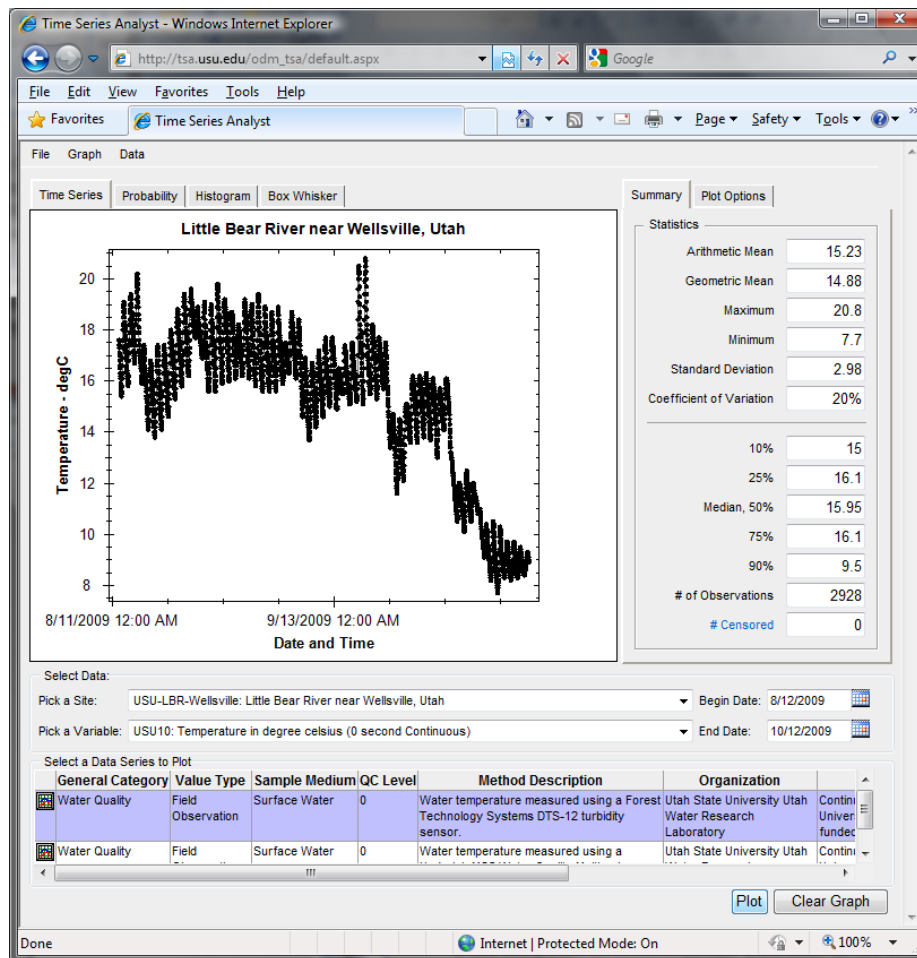 Time Series Analyst - Windows Internet Explorer
http://tsa.usu.edu/odm_tsa/default.aspx
Google
File Edit View Favorites Tools Help
Favorites
Time Series Analyst
Page Safety Tools
File Graph Data
Time Series Probability Histogram Box Whisker
Summary Plot Options
Little Bear River near Wellsville, Utah
Temperature - degC
20
18
16
14
12
10
8
8/11/2009 12:00 AM 9/13/2009 12:00 AM
Date and Time
Statistics
Arithmetic Mean 15.23
Geometric Mean 14.88
Maximum 20.8
Minimum 7.7
Standard Deviation 2.98
Coefficient of Variation 20%
10% 15
25% 16.1
Median, 50% 15.95
75% 16.1
90% 9.5
# of Observations 2928
# Censored 0
Select Data:
Pick a Site: USU-LBR-Wellsville: Little Bear River near Wellsville, Utah Begin Date: 8/12/2009
Pick a Variable: USU10: Temperature in degree celsius (0 second Continuous) End Date: 10/12/2009
Select a Data Series to Plot
General Category Value Type Sample Medium QC Level Method Description Organization
Water Quality Field Surface Water 0 Water temperature measured using a Forest Utah State University Utah
Observation Technology Systems DTS-12 turbidity Water Research
sensor. Laboratory funded
Water Quality Field Surface Water 0 Water temperature measured using a Utah State University Utah
Plot Clear Graph
Done Internet | Protected Mode: On 100%